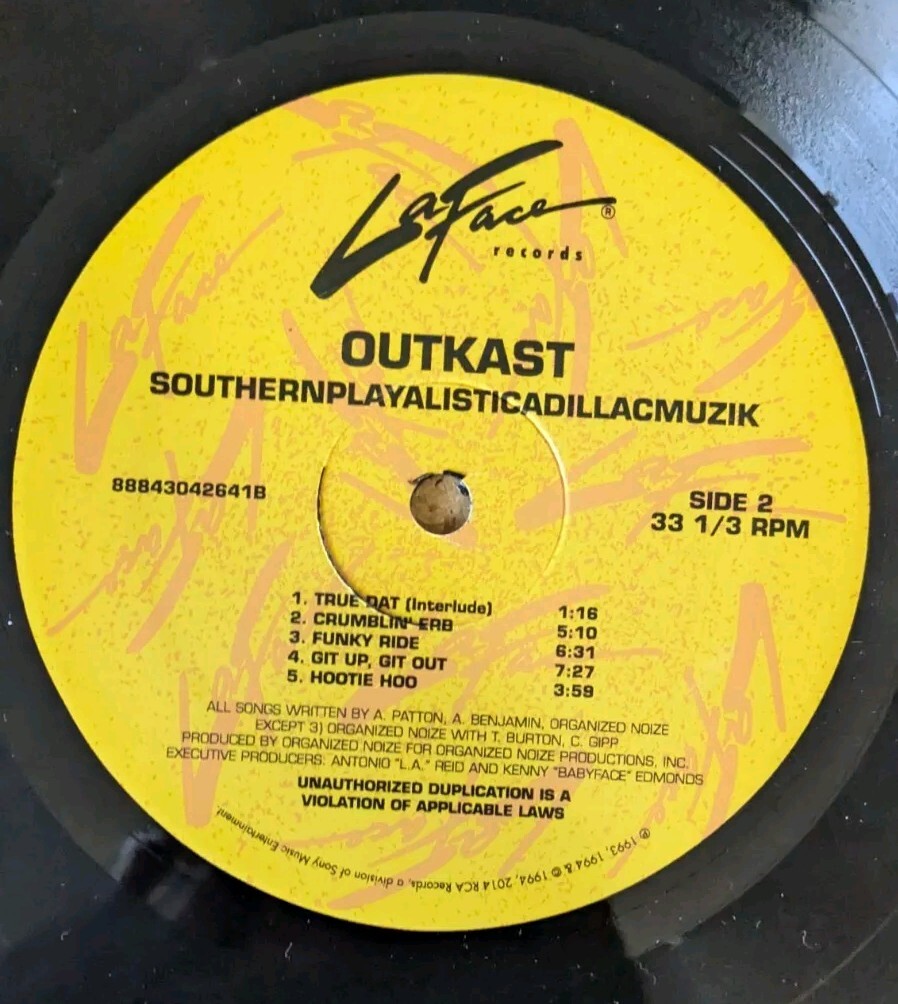 LaFace®
records
OUTKAST
SOUTHERNPLAYALISTICADILLACMUZIK
88843042641B
SIDE 2
33 1/3 RPM
1. TRUE DAT (Interlude) 1:16
2. CRUMBLIN' ERB 5:10
3. FUNKY RIDE 6:31
4. GIT UP, GIT OUT 7:27
5. HOOTIE HOO 3:59
ALL SONGS WRITTEN BY A. PATTON, A. BENJAMIN, ORGANIZED NOIZE
EXCEPT 3) ORGANIZED NOIZE WITH T. BURTON, C. GIPP
PRODUCED BY ORGANIZED NOIZE FOR ORGANIZED NOIZE PRODUCTIONS, INC.
EXECUTIVE PRODUCERS: ANTONIO "L.A." REID AND KENNY "BABYFACE" EDMONDS
UNAUTHORIZED DUPLICATION IS A
VIOLATION OF APPLICABLE LAWS
℗ 1993, 1994 & © 1994, 2014 RCA Records, a division of Sony Music Entertainment